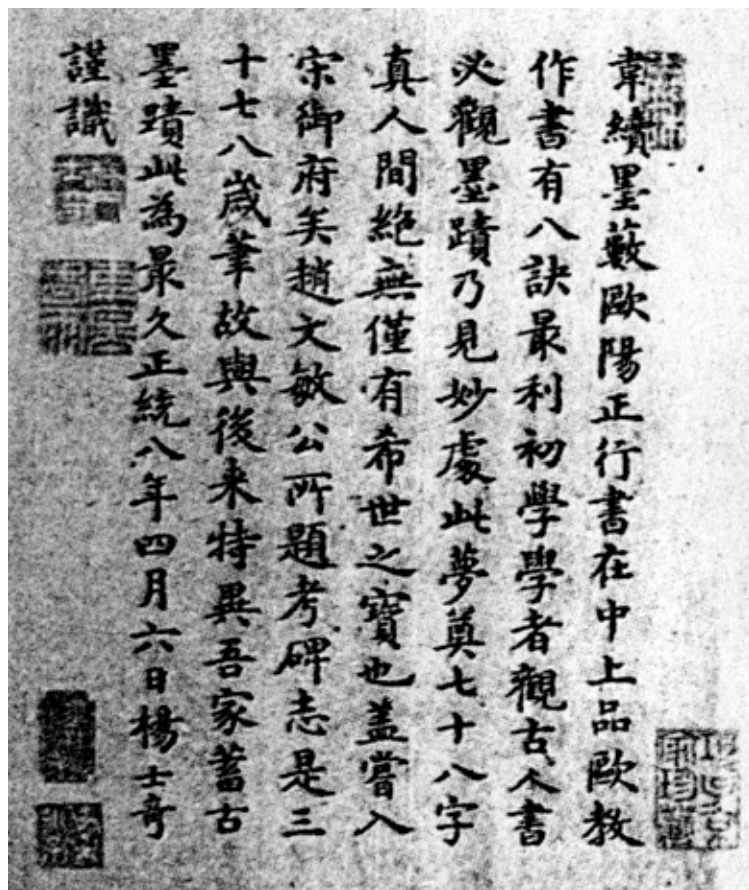 韋續墨藪歐陽正行書在中上品歐教
作書有八訣最利初學學者觀古人書
必觀墨蹟乃見妙處此夢奠七十八字
真人間絶無僅有希世之寶也蓋嘗入
宋御府矣趙文敏公所題考碑志是三
十七八歲筆故與後来特異吾家蓄古
墨蹟此為最久正統八年四月六日楊士奇
謹識